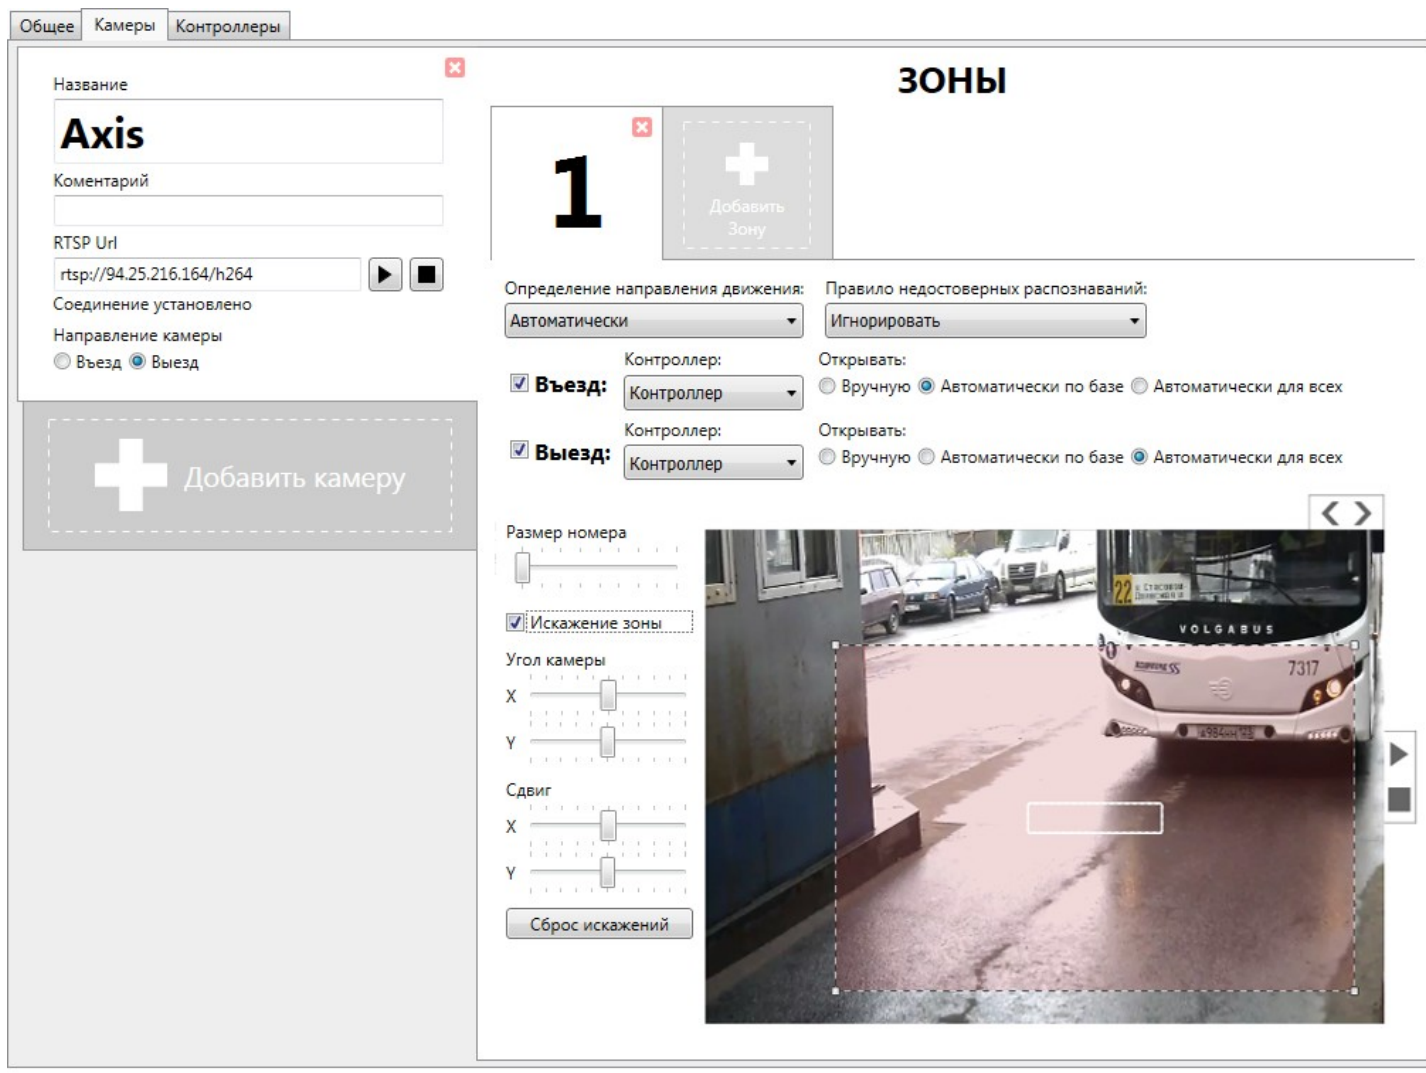 Общее Камеры Контроллеры
Название
Axis
Коментарий
RTSP Url
rtsp://94.25.216.164/h264
Соединение установлено
Направление камеры
Въезд Выезд
Добавить камеру
ЗОНЫ
1
Добавить
Зону
Определение направления движения: Правило недостоверных распознаваний:
Автоматически Игнорировать
Контроллер: Открывать:
Въезд: Контроллер Вручную Автоматически по базе Автоматически для всех
Контроллер: Открывать:
Выезд: Контроллер Вручную Автоматически по базе Автоматически для всех
Размер номера
Искажение зоны
Угол камеры
X
Y
Сдвиг
X
Y
Сброс искажений
22
VOLGABUS
7317